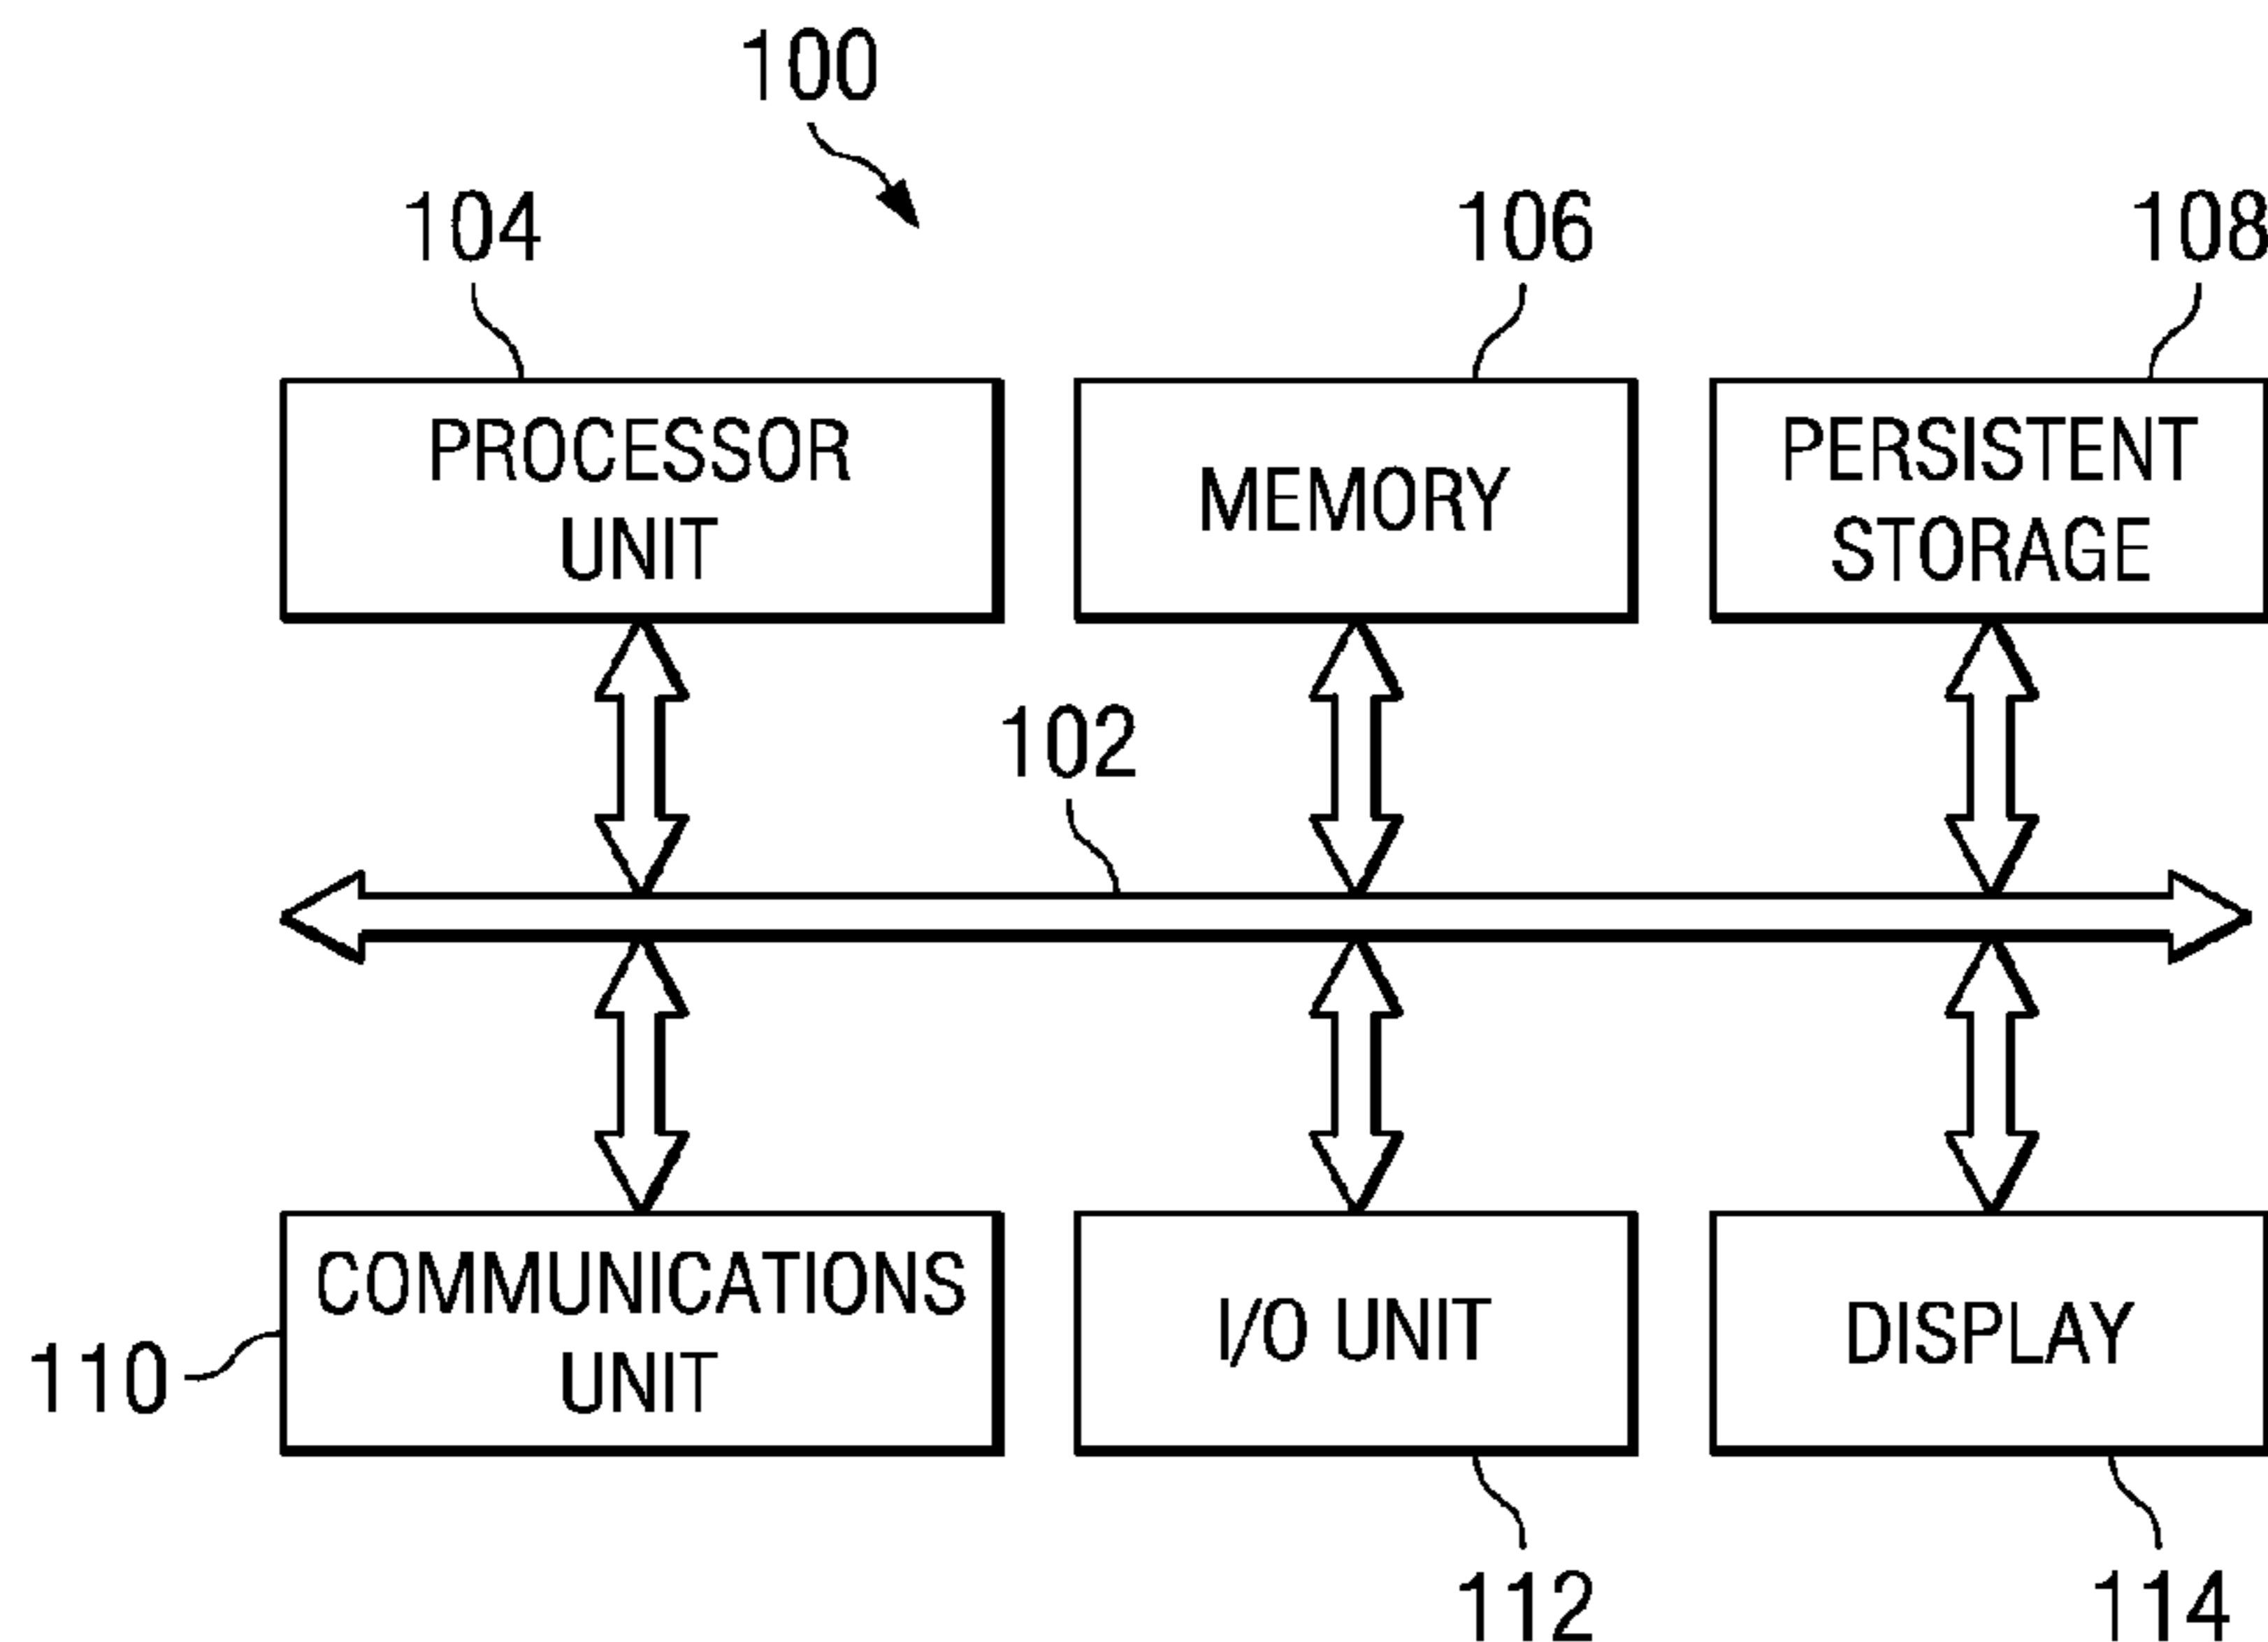 100
104
106
108
PROCESSOR
UNIT
MEMORY
PERSISTENT
STORAGE
102
COMMUNICATIONS
UNIT
I/O UNIT
DISPLAY
110
112
114